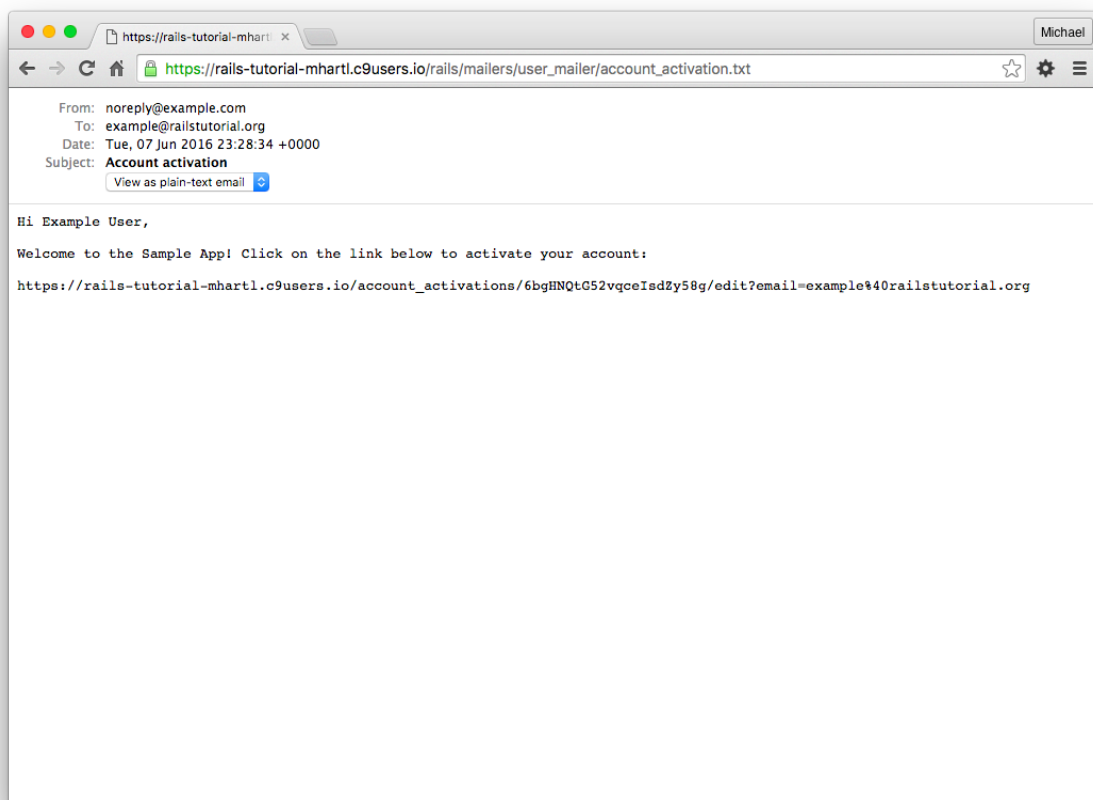 https://rails-tutorial-mhartl
Michael
https://rails-tutorial-mhartl.c9users.io/rails/mailers/user_mailer/account_activation.txt
From: noreply@example.com
To: example@railstutorial.org
Date: Tue, 07 Jun 2016 23:28:34 +0000
Subject: Account activation
View as plain-text email
Hi Example User,
Welcome to the Sample App! Click on the link below to activate your account:
https://rails-tutorial-mhartl.c9users.io/account_activations/6bgHNQtG52vqceIsdZy58g/edit?email=example%40railstutorial.org